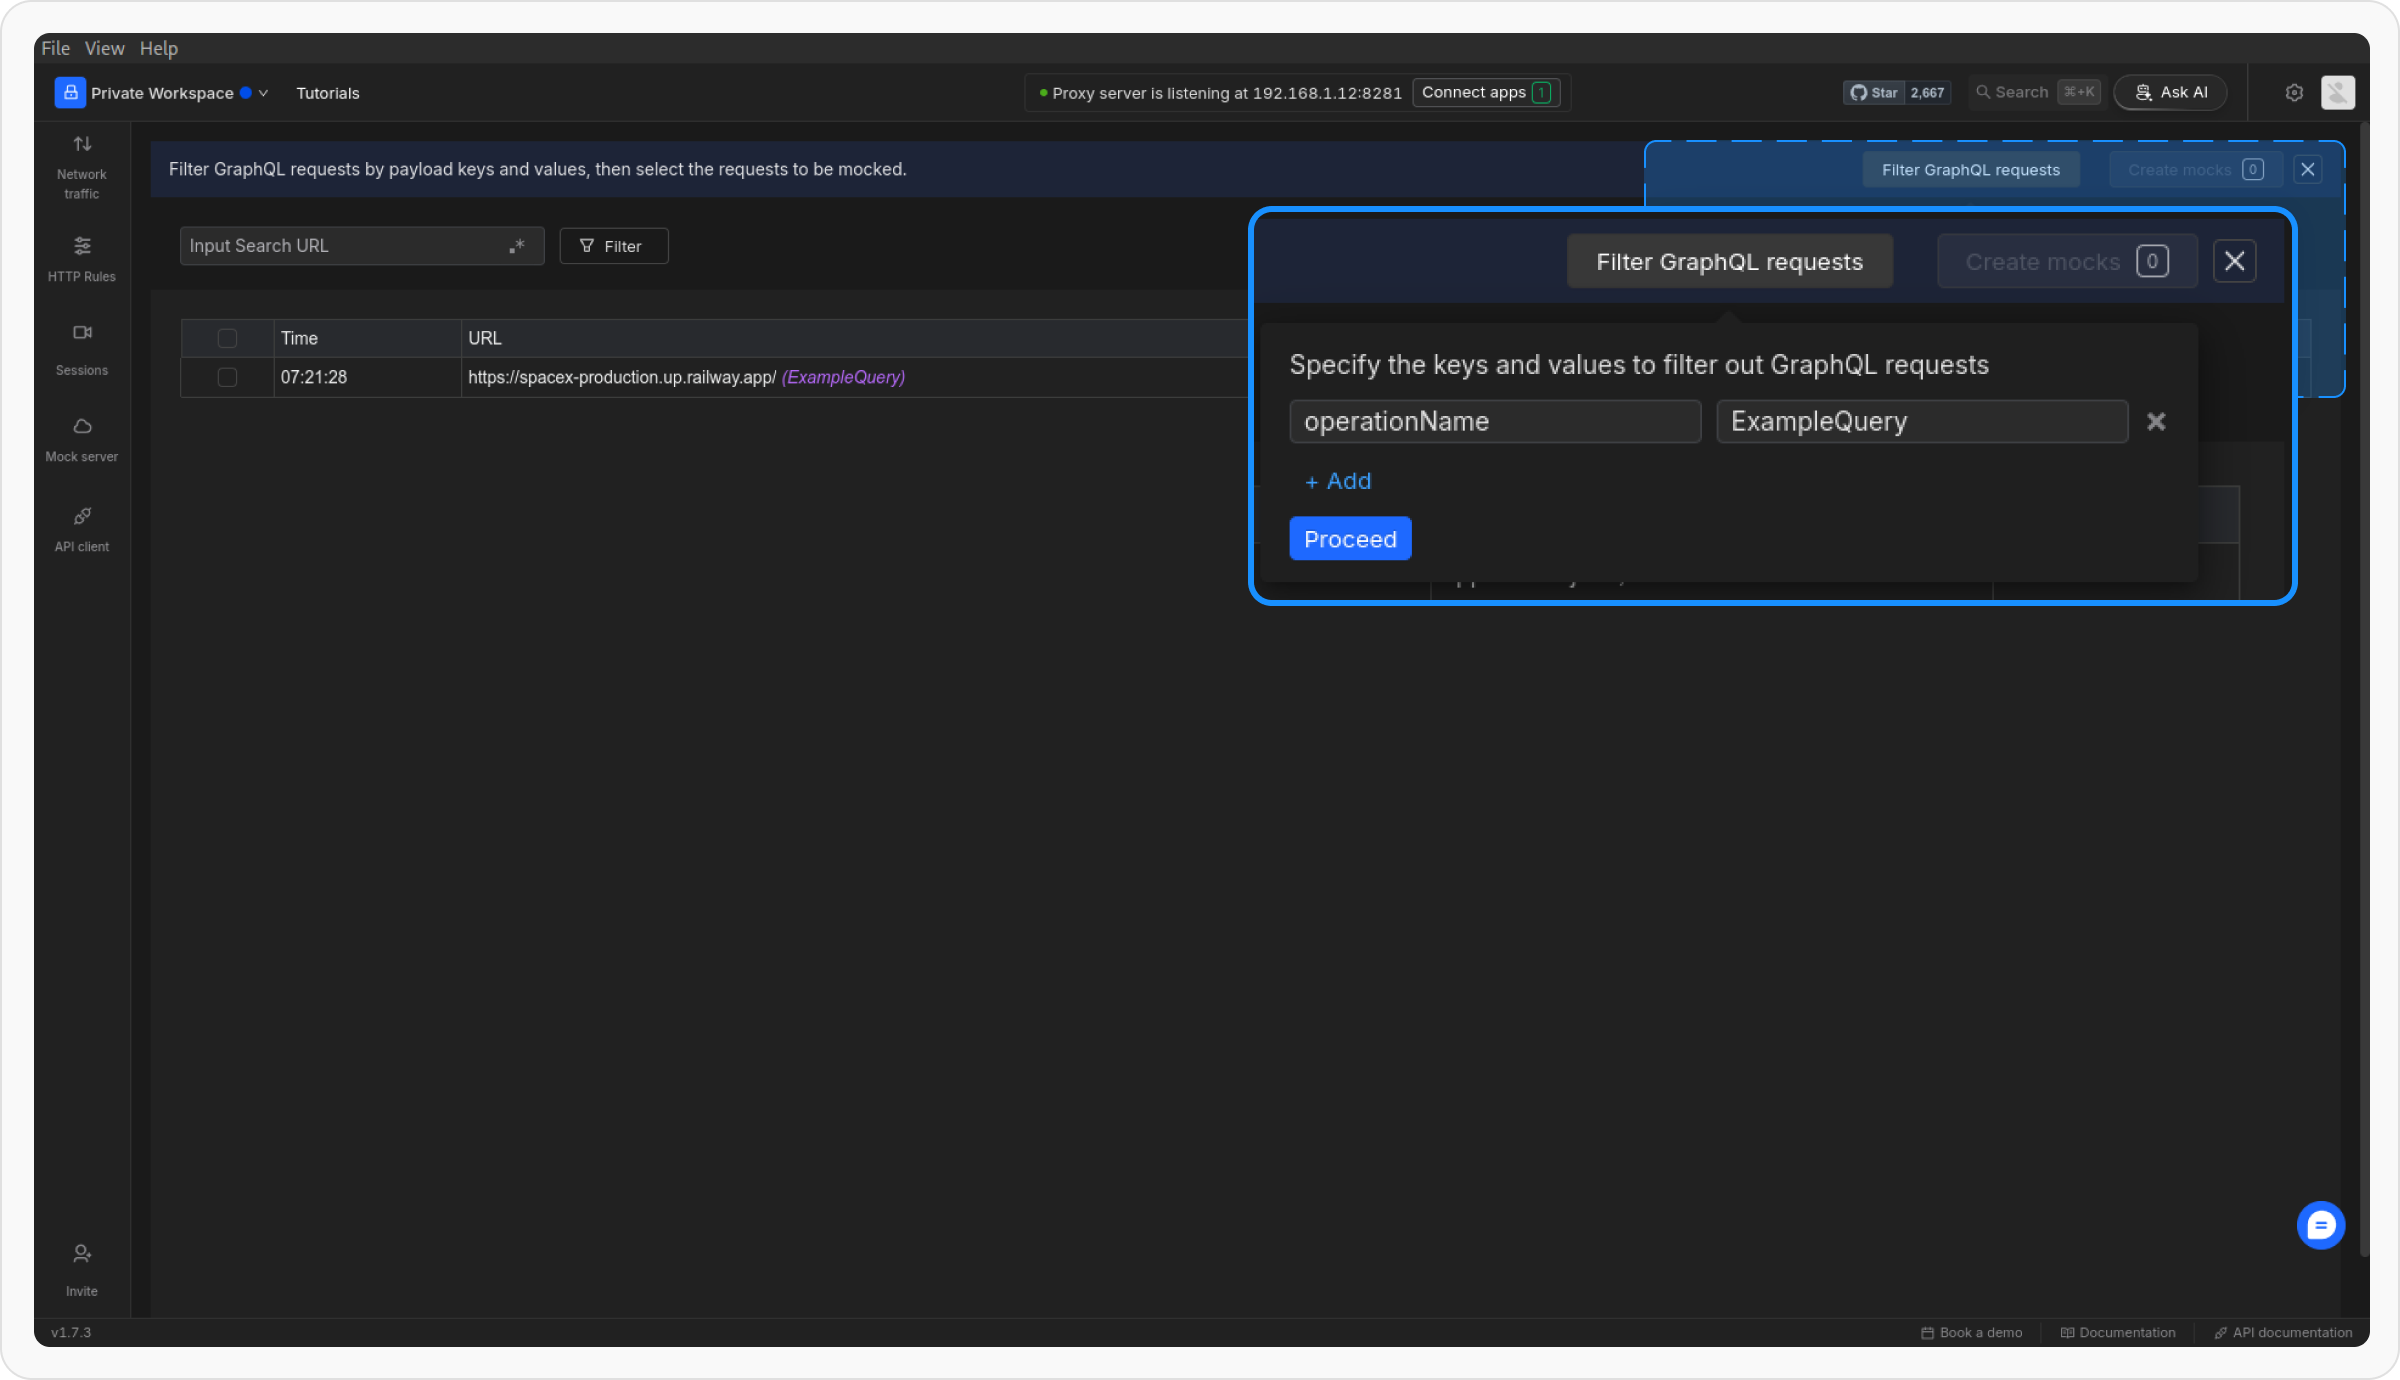 File View Help
Private Workspace Tutorials
Proxy server is listening at 192.168.1.12:8281 Connect apps 1
Star 2,667
Search ⌘+K
Ask AI
Network
traffic
HTTP Rules
Sessions
Mock server
API client
Invite
Filter GraphQL requests by payload keys and values, then select the requests to be mocked.
Filter GraphQL requests Create mocks 0
Input Search URL .* Filter
Time URL
07:21:28 https://spacex-production.up.railway.app/ (ExampleQuery)
Filter GraphQL requests Create mocks 0
Specify the keys and values to filter out GraphQL requests
operationName ExampleQuery
+ Add
Proceed
v1.7.3
Book a demo Documentation API documentation